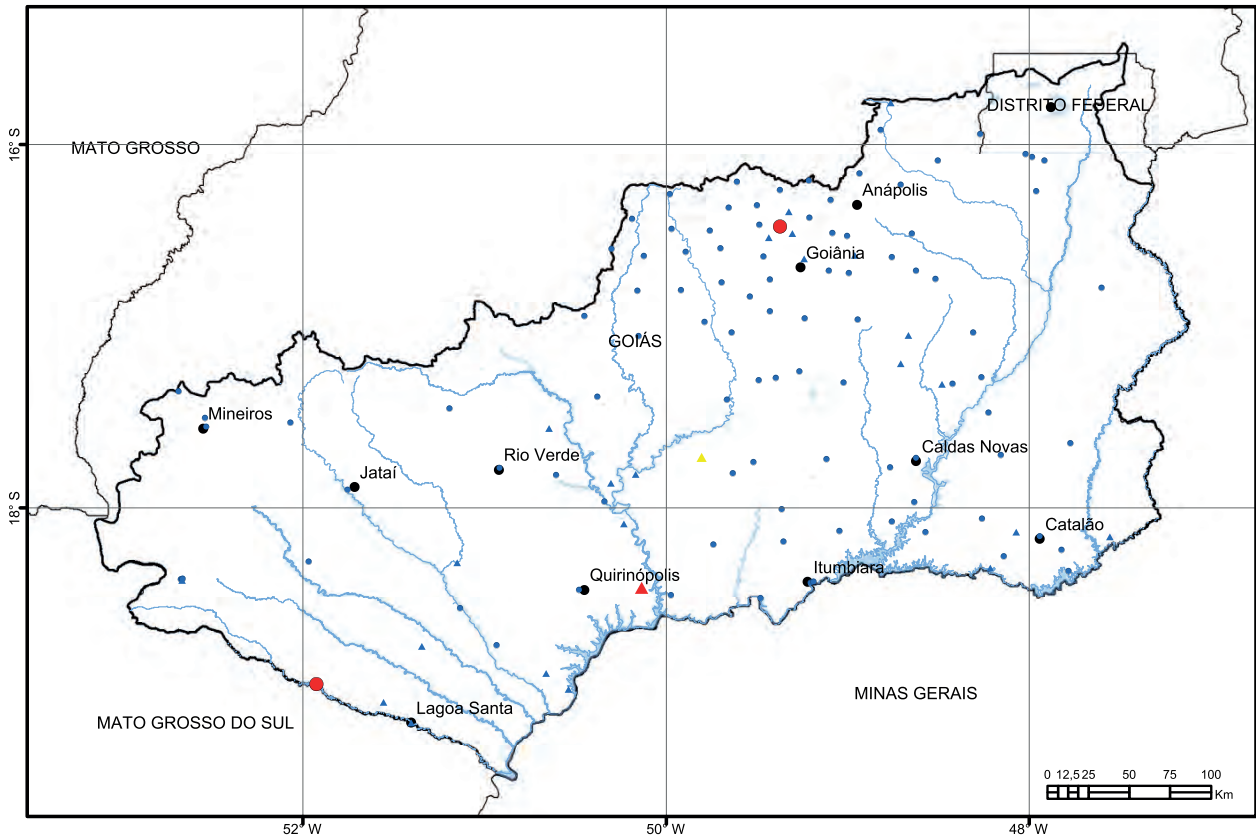 DISTRITO FEDERAL
16° S
MATO GROSSO
Anápolis
Goiânia
GOIÁS
Mineiros
Caldas Novas
Rio Verde
Jataí
18° S
Catalão
Itumbiara
Quirinópolis
MINAS GERAIS
Lagoa Santa
MATO GROSSO DO SUL
0 12,5 25 50 75 100
Km
52° W 50° W 48° W